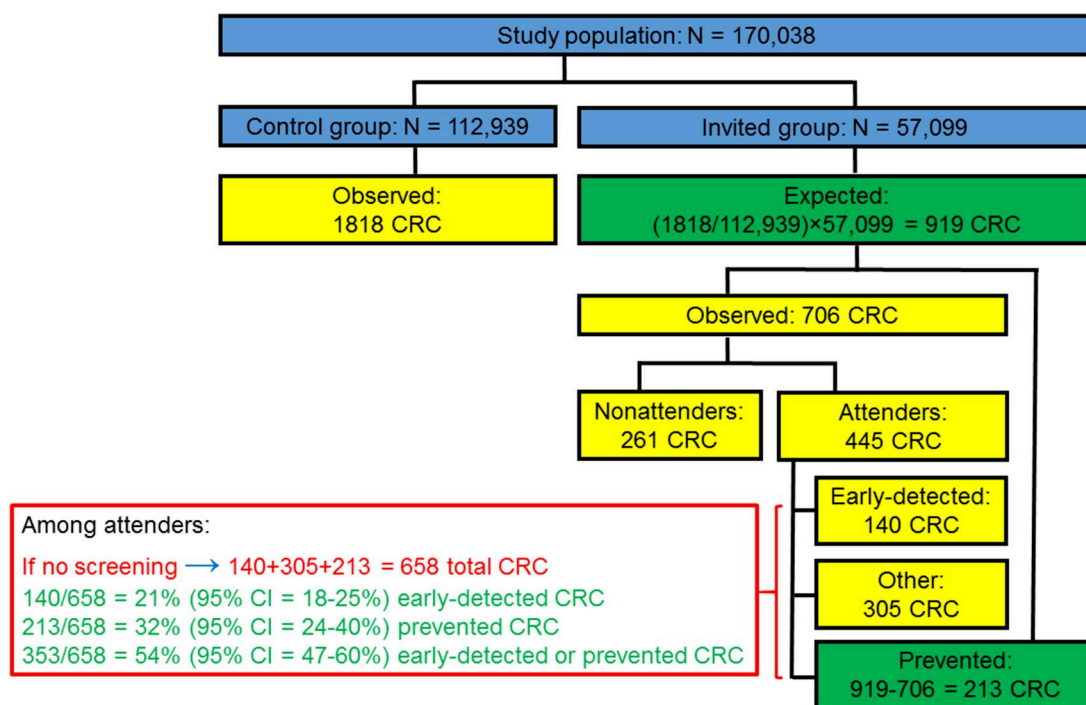 Study population: N = 170,038
Control group: N = 112,939
Invited group: N = 57,099
Observed:
1818 CRC
Expected:
(1818/112,939)×57,099 = 919 CRC
Observed: 706 CRC
Nonattenders:
261 CRC
Attenders:
445 CRC
Early-detected:
140 CRC
Other:
305 CRC
Prevented:
919-706 = 213 CRC
Among attenders:
If no screening → 140+305+213 = 658 total CRC
140/658 = 21% (95% CI = 18-25%) early-detected CRC
213/658 = 32% (95% CI = 24-40%) prevented CRC
353/658 = 54% (95% CI = 47-60%) early-detected or prevented CRC